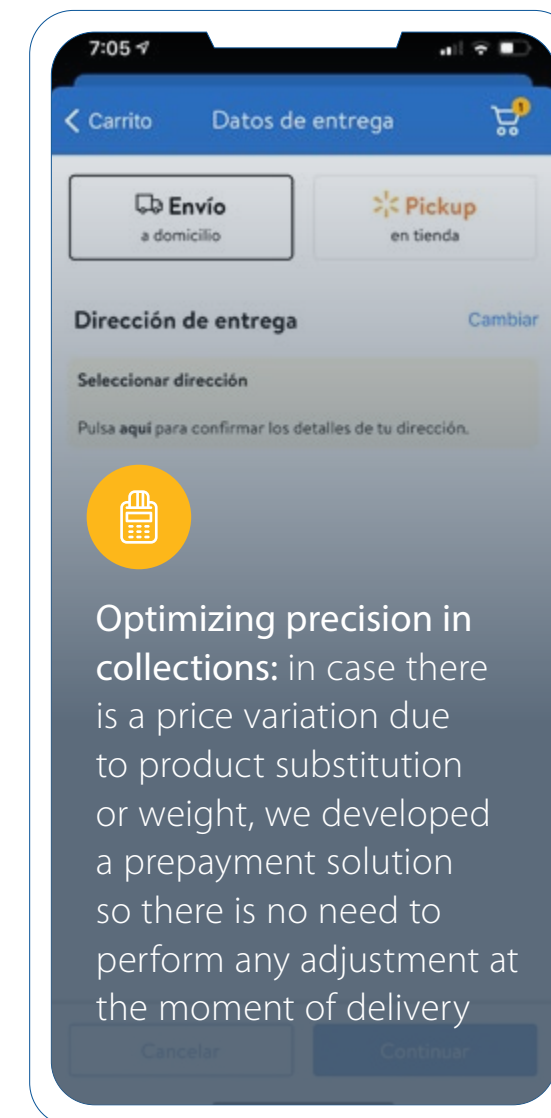 7:05
Carrito
Datos de entrega
1
Envío
a domicilio
Pickup
en tienda
Dirección de entrega
Cambiar
Seleccionar dirección
Pulsa aquí para confirmar los detalles de tu dirección.
Optimizing precision in
collections: in case there
is a price variation due
to product substitution
or weight, we developed
a prepayment solution
so there is no need to
perform any adjustment at
the moment of delivery
Cancelar
Continuar